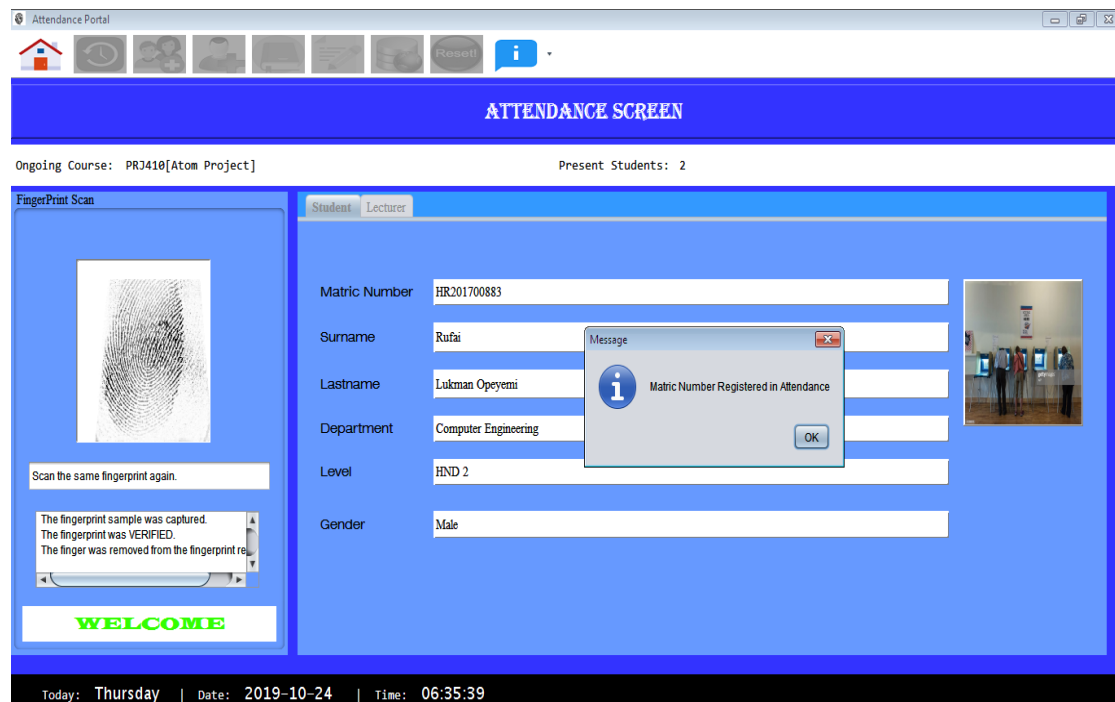 Attendance Portal
Reset!
i
ATTENDANCE SCREEN
Ongoing Course: PRJ410[Atom Project]
Present Students: 2
FingerPrint Scan
Scan the same fingerprint again.
The fingerprint sample was captured.
The fingerprint was VERIFIED.
The finger was removed from the fingerprint re
WELCOME
Student Lecturer
Matric Number HR201700883
Surname Rufai
Lastname Lukman Opeyemi
Department Computer Engineering
Level HND 2
Gender Male
Message
i
Matric Number Registered in Attendance
OK
Today: Thursday | Date: 2019-10-24 | Time: 06:35:39